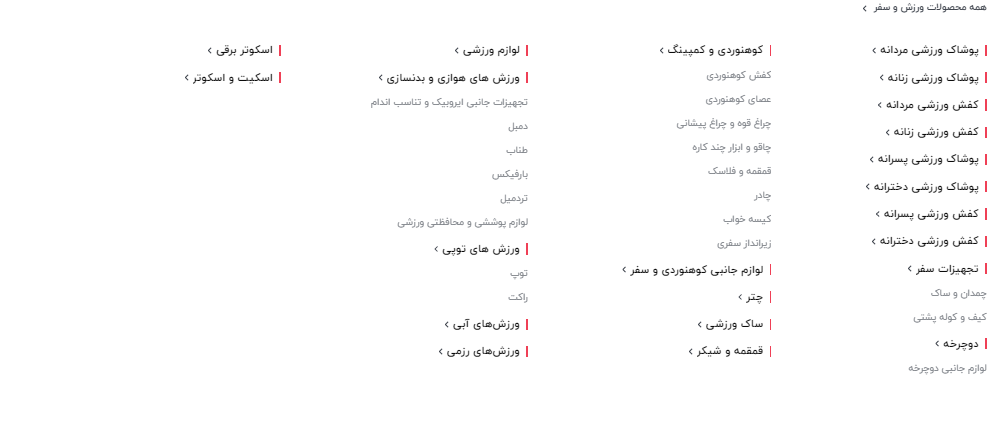 همه محصولات ورزش و سفر
پوشاک ورزشی مردانه
پوشاک ورزشی زنانه
کفش ورزشی مردانه
کفش ورزشی زنانه
پوشاک ورزشی پسرانه
پوشاک ورزشی دخترانه
کفش ورزشی پسرانه
کفش ورزشی دخترانه
تجهیزات سفر
چمدان و ساک
کیف و کوله پشتی
دوچرخه
لوازم جانبی دوچرخه
کوهنوردی و کمپینگ
کفش کوهنوردی
عصای کوهنوردی
چراغ قوه و چراغ پیشانی
چاقو و ابزار چند کاره
قمقمه و فلاسک
چادر
کیسه خواب
زیرانداز سفری
لوازم جانبی کوهنوردی و سفر
چتر
ساک ورزشی
قمقمه و شیکر
لوازم ورزشی
ورزش های هوازی و بدنسازی
تجهیزات جانبی ایروبیک و تناسب اندام
دمبل
طناب
بارفیکس
تردمیل
لوازم پوششی و محافظتی ورزشی
ورزش های توپی
توپ
راکت
ورزش‌های آبی
ورزش‌های رزمی
اسکوتر برقی
اسکیت و اسکوتر